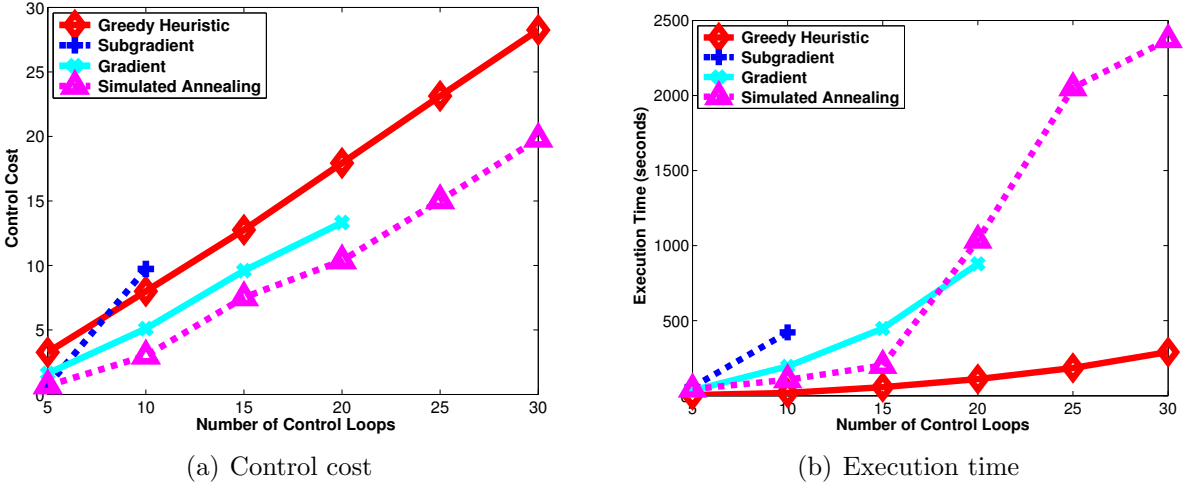 30
25
20
15
10
5
0
Control Cost
Greedy Heuristic
Subgradient
Gradient
Simulated Annealing
5 10 15 20 25 30
Number of Control Loops
(a) Control cost
2500
2000
1500
1000
500
0
Execution Time (seconds)
Greedy Heuristic
Subgradient
Gradient
Simulated Annealing
5 10 15 20 25 30
Number of Control Loops
(b) Execution time